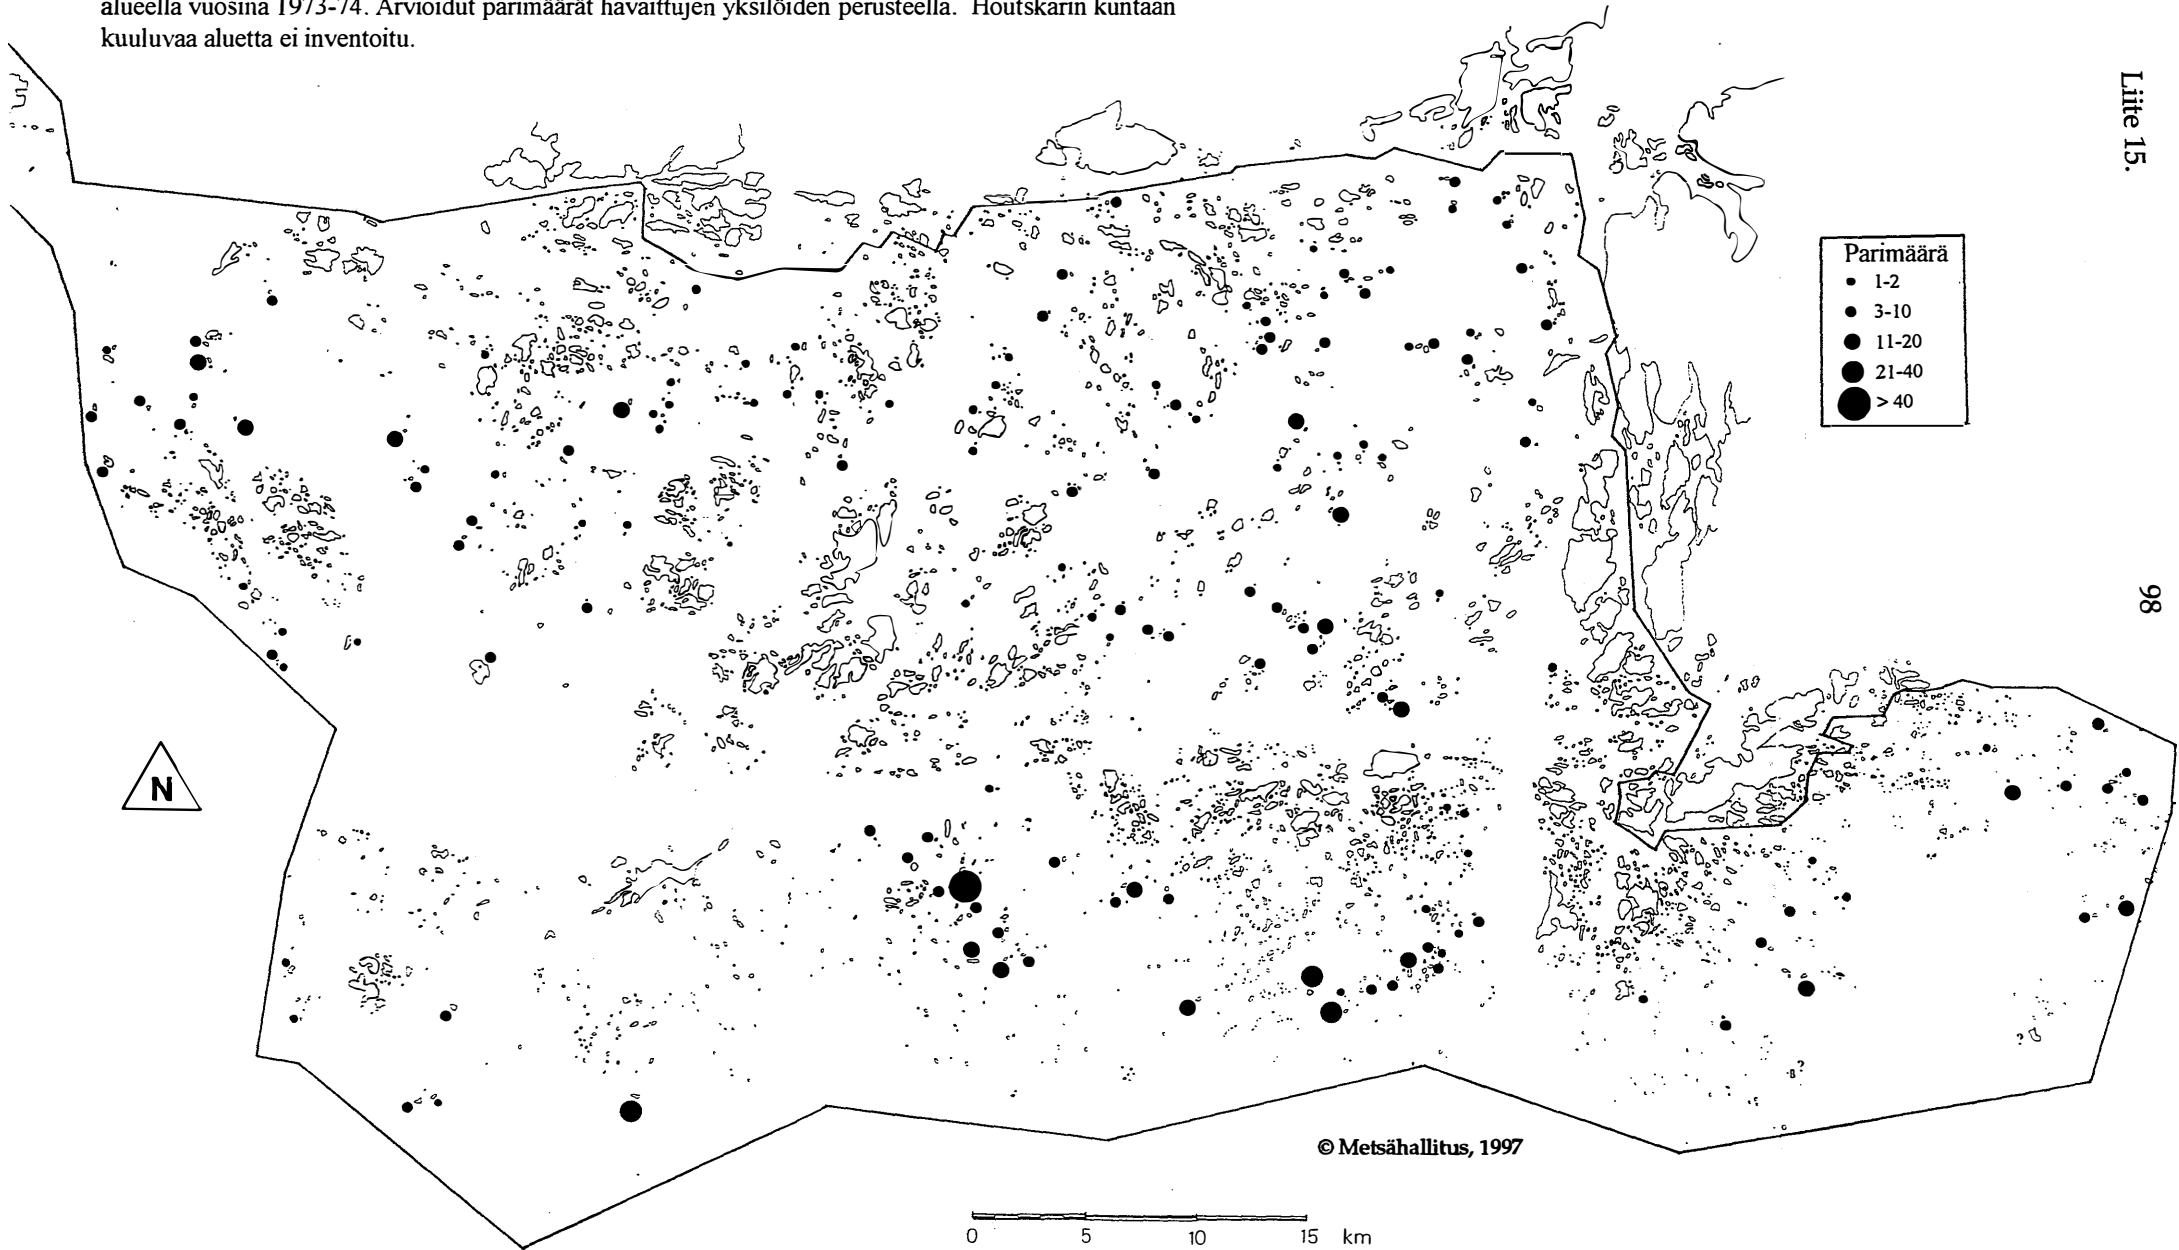 alueella vuosina 1973-74. Arvioidut parimäärät havaittujen yksilöiden perusteella. Houtskarin kuntaan
kuuluvaa aluetta ei inventoitu.
Liite 15.
98
Parimäärä
1-2
3-10
11-20
21-40
> 40
N
?
?
© Metsähallitus, 1997
0 5 10 15 km